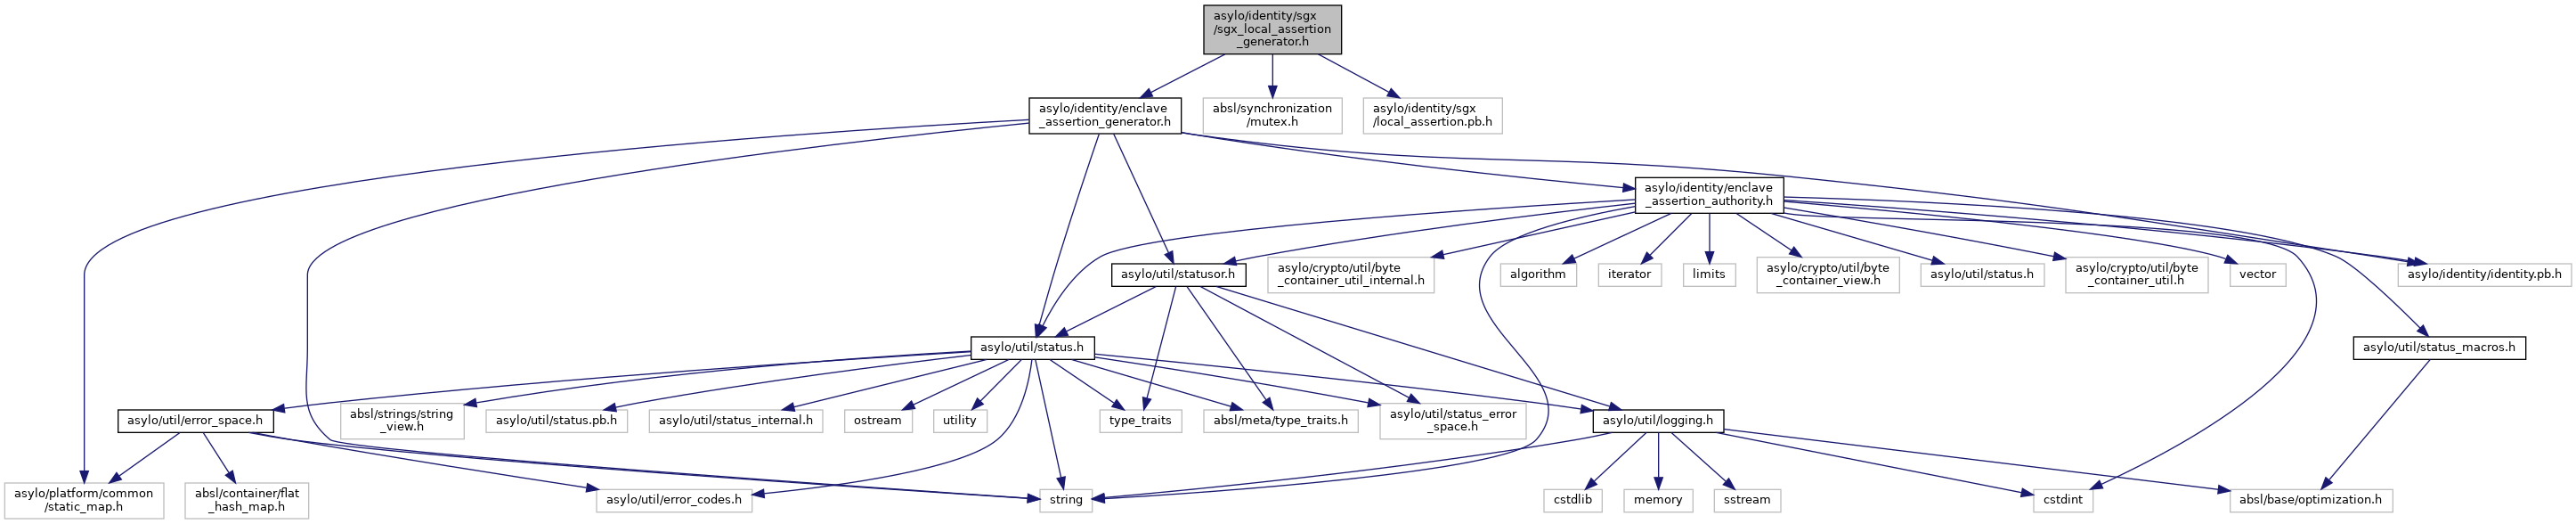 asylo/identity/sgx
/sgx_local_assertion
_generator.h
asylo/identity/enclave
_assertion_generator.h
absl/synchronization
/mutex.h
asylo/identity/sgx
/local_assertion.pb.h
asylo/identity/enclave
_assertion_authority.h
asylo/util/statusor.h
asylo/crypto/util/byte
_container_util_internal.h
algorithm
iterator
limits
asylo/crypto/util/byte
_container_view.h
asylo/util/status.h
asylo/crypto/util/byte
_container_util.h
vector
asylo/identity/identity.pb.h
asylo/util/status.h
asylo/util/status_macros.h
asylo/util/error_space.h
absl/strings/string
_view.h
asylo/util/status.pb.h
asylo/util/status_internal.h
ostream
utility
type_traits
absl/meta/type_traits.h
asylo/util/status_error
_space.h
asylo/util/logging.h
asylo/platform/common
/static_map.h
absl/container/flat
_hash_map.h
asylo/util/error_codes.h
string
cstdlib
memory
sstream
cstdint
absl/base/optimization.h